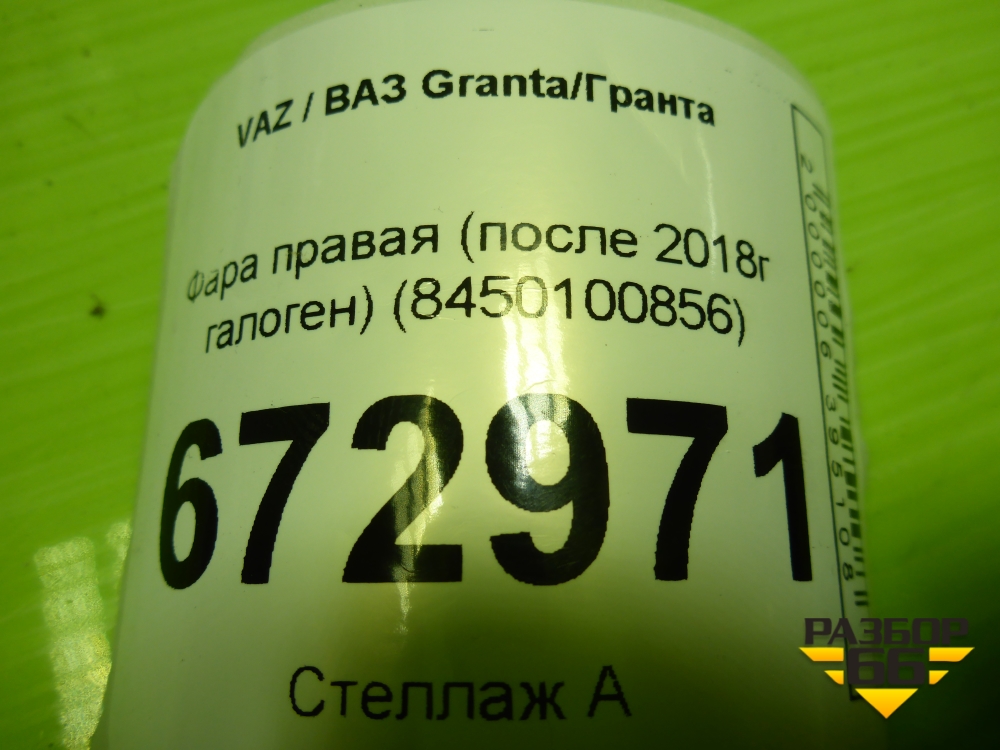 VAZ / ВАЗ Granta/Гранта
Фара правая (после 2018г
галоген) (8450100856)
672971
Стеллаж А
2000006395108
РАЗБОР
66